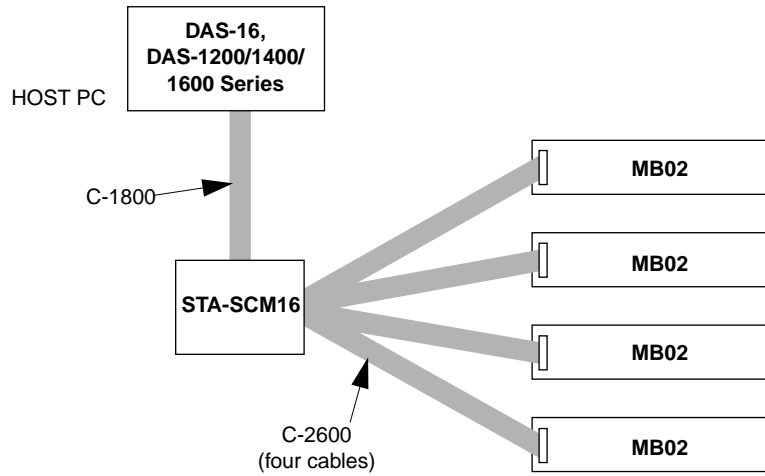 DAS-16,
DAS-1200/1400/
1600 Series
HOST PC
C-1800
STA-SCM16
MB02
MB02
MB02
MB02
C-2600
(four cables)